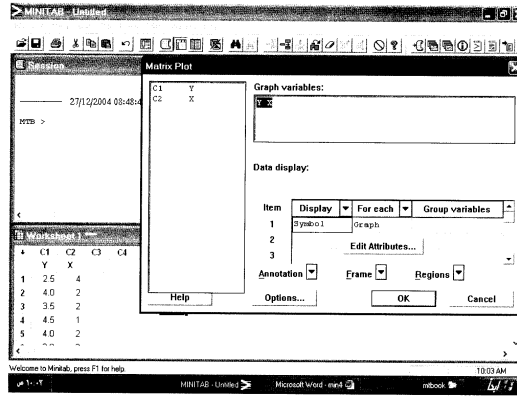 MINITAB - Untitled
Session
27/12/2004 08:48:4
MTB >
Matrix Plot
C1 Y
C2 X
Graph variables:
Y X
Data display:
Item Display For each Group variables
1 Symbol Graph
2
3
Edit Attributes...
Annotation Frame Regions
Help Options... OK Cancel
Worksheet 1
C1 C2 C3 C4
Y X
1 2.5 4
2 4.0 2
3 3.5 2
4 4.5 1
5 4.0 2
Welcome to Minitab, press F1 for help.
10:03 AM
MINITAB - Untitled
Microsoft Word - min4
mtbook